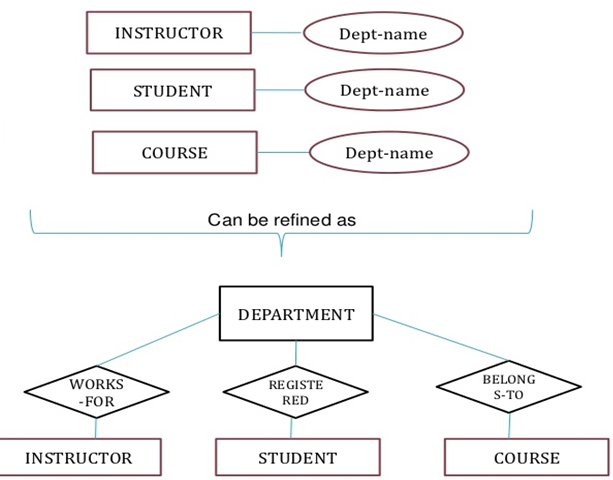 INSTRUCTOR Dept-name
STUDENT Dept-name
COURSE Dept-name
Can be refined as
DEPARTMENT
WORKS
-FOR
REGISTE
RED
BELONG
S-TO
INSTRUCTOR
STUDENT
COURSE